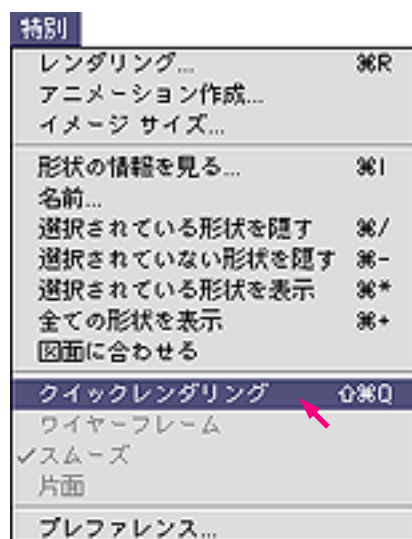 特別
レンダリング... ⌘R
アニメーション作成...
イメージ サイズ...
形状の情報を見る... ⌘I
名前...
選択されている形状を隠す ⌘/
選択されていない形状を隠す ⌘-
選択されている形状を表示 ⌘*
全ての形状を表示 ⌘+
図面に合わせる
クイックレンダリング ⇧⌘Q
ワイヤーフレーム
✓スムーズ
片面
プレファレンス...